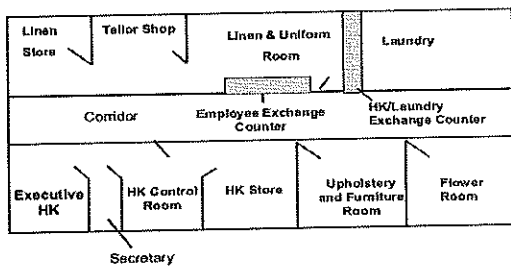 Linen
Store
Tailor Shop
Linen & Uniform
Room
Laundry
Corridor
Employee Exchange
Counter
HK/Laundry
Exchange Counter
Executive
HK
HK Control
Room
HK Store
Upholstery
and Furniture
Room
Flower
Room
Secretary